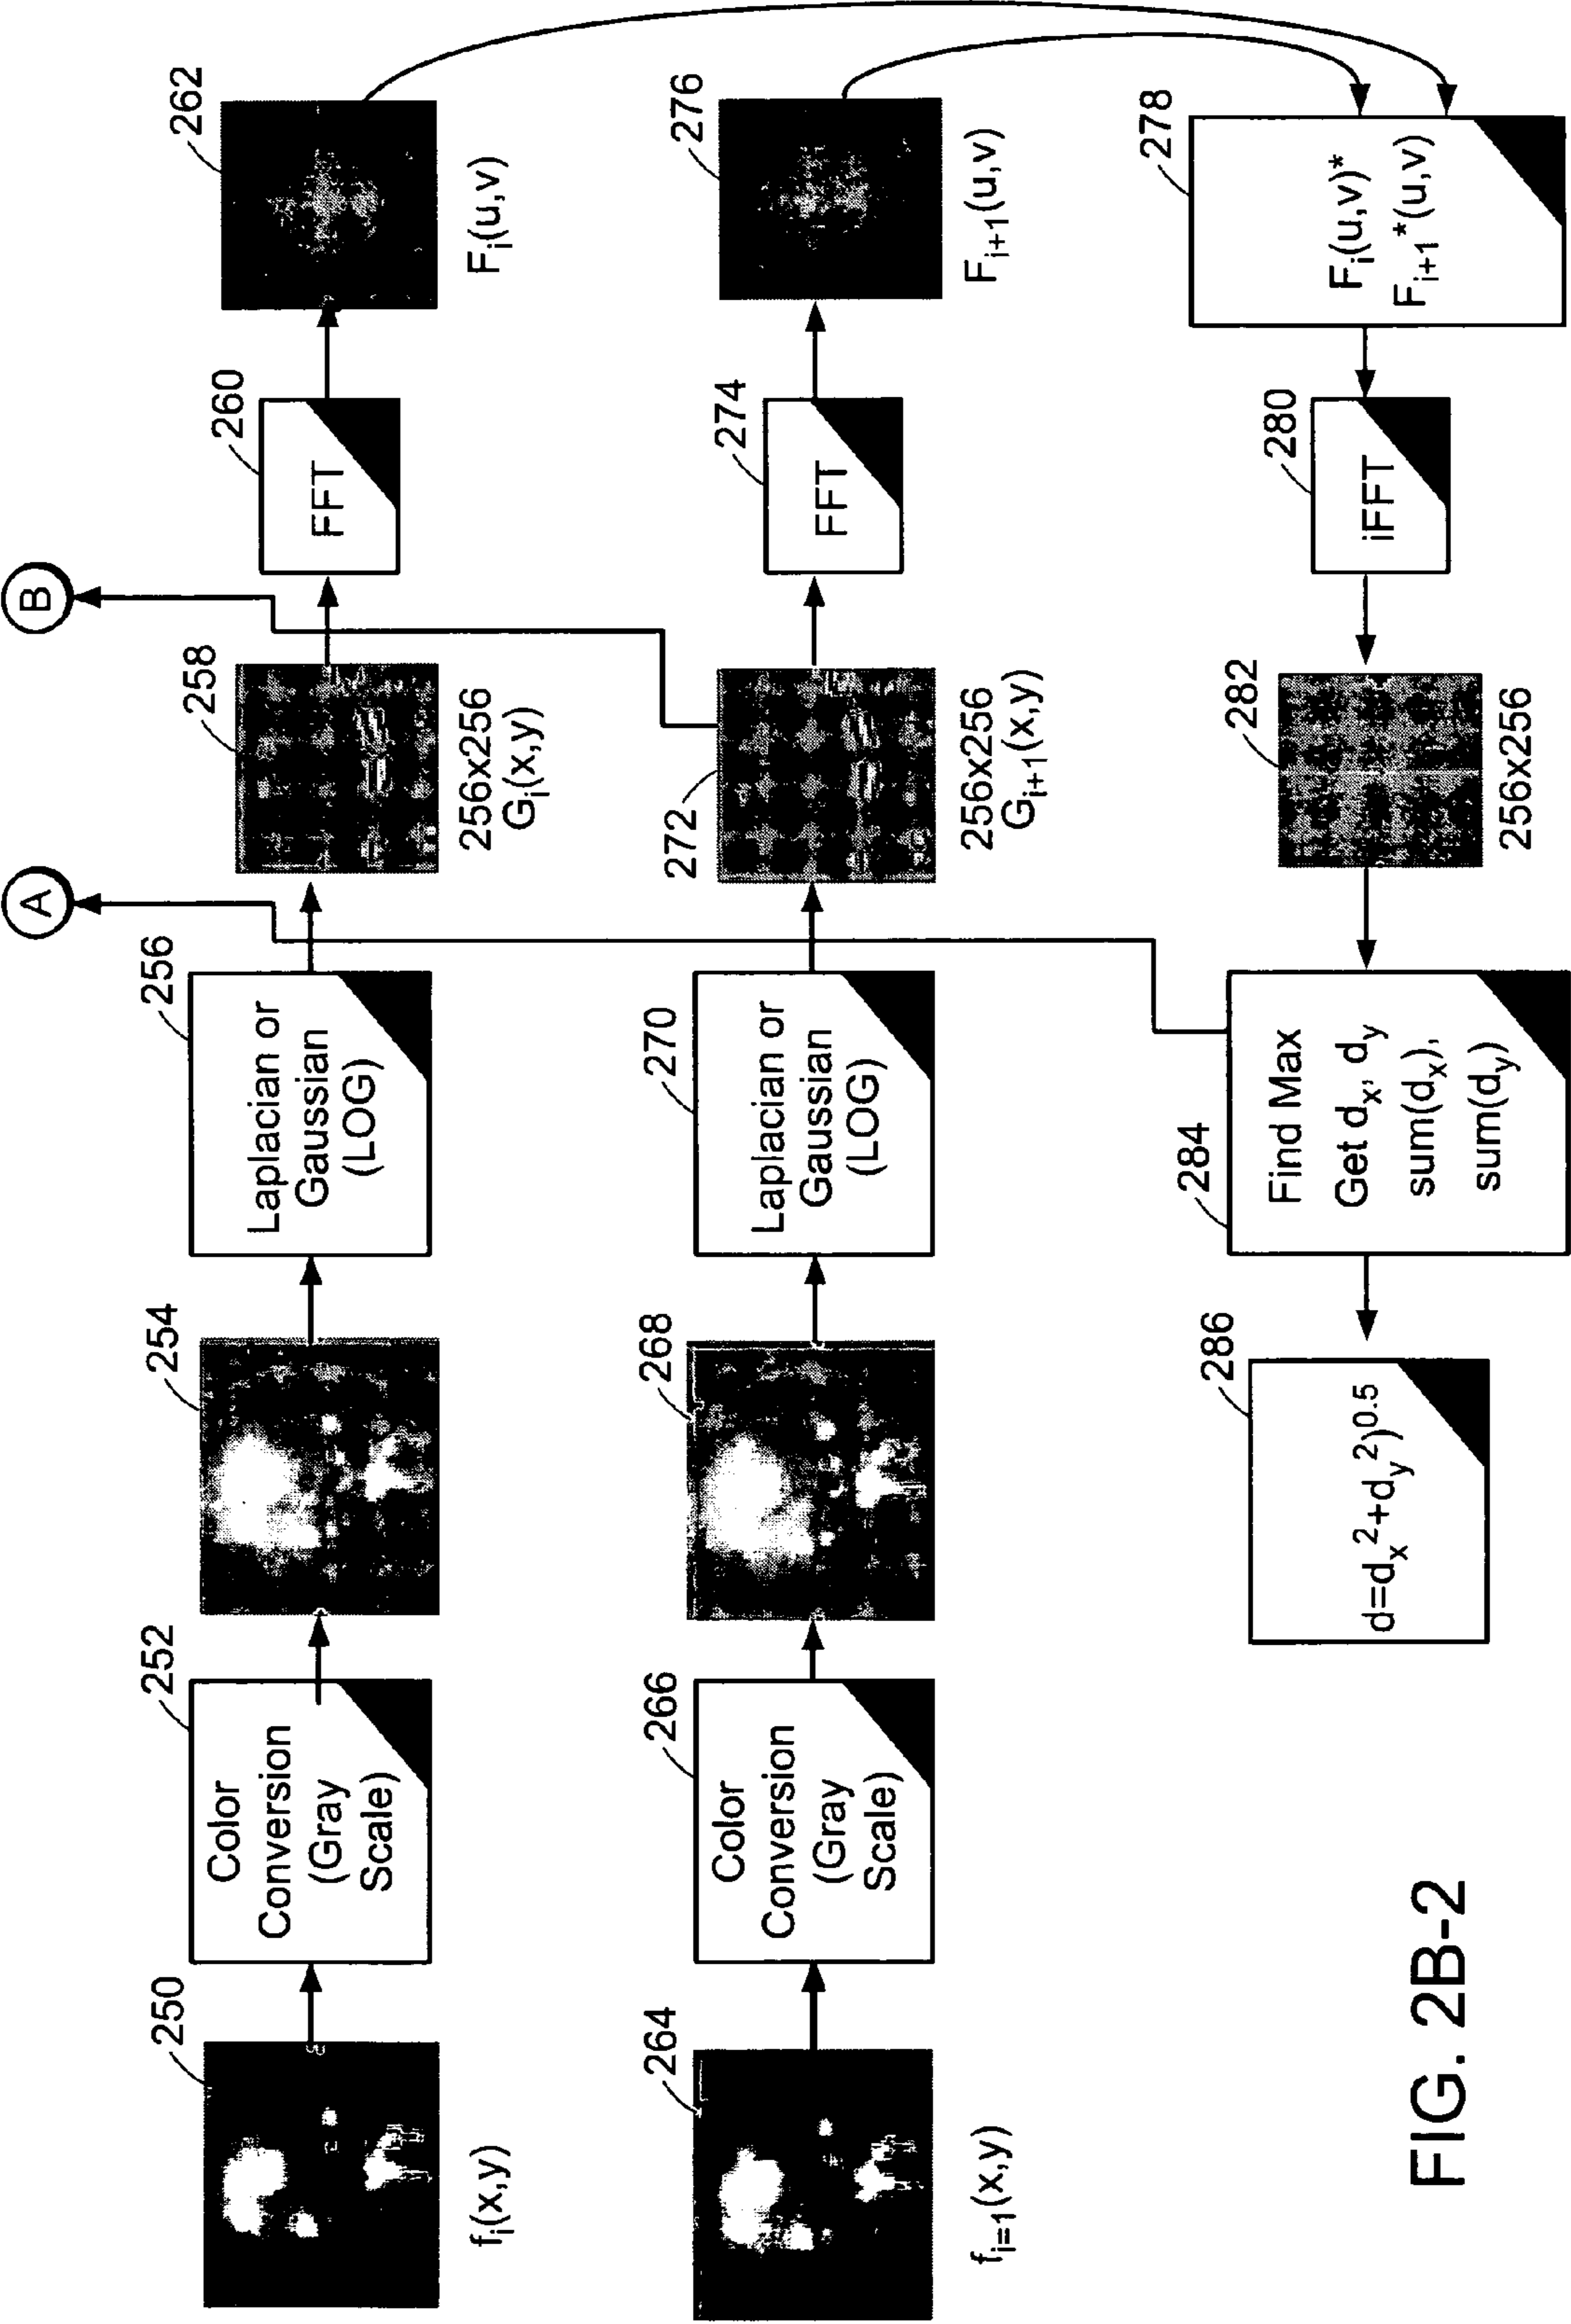 A
B
250
252
254
256
258
260
262
Color
Conversion
(Gray
Scale)
Laplacian or
Gaussian
(LOG)
FFT
f_i(x,y)
256x256
G_i(x,y)
F_i(u,v)
264
266
268
270
272
274
276
Color
Conversion
(Gray
Scale)
Laplacian or
Gaussian
(LOG)
FFT
f_{i=1}(x,y)
256x256
G_{i+1}(x,y)
F_{i+1}(u,v)
286
284
282
280
278
d=d_x^2+d_y^2)^{0.5}
Find Max
Get d_x, d_y
sum(d_x),
sum(d_y)
256x256
iFFT
F_i(u,v)*
F_{i+1}*(u,v)
FIG. 2B-2